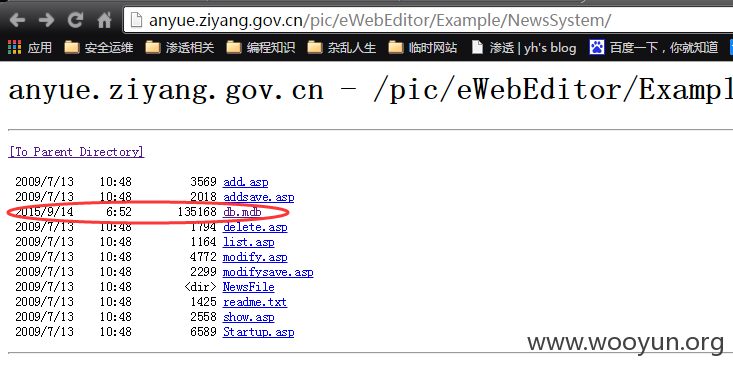 anyue.ziyang.gov.cn/pic/eWebEditor/Example/NewsSystem/
应用 安全运维 渗透相关 编程知识 杂乱人生 临时网站 渗透 | yh's blog 百度一下，你就知道
anyue.ziyang.gov.cn - /pic/eWebEditor/Exampl
[To Parent Directory]
2009/7/13 10:48 3569 add.asp
2009/7/13 10:48 2018 addsave.asp
2015/9/14 6:52 135168 db.mdb
2009/7/13 10:48 1794 delete.asp
2009/7/13 10:48 1164 list.asp
2009/7/13 10:48 4772 modify.asp
2009/7/13 10:48 2299 modifysave.asp
2009/7/13 10:48 <dir> NewsFile
2009/7/13 10:48 1425 readme.txt
2009/7/13 10:48 2558 show.asp
2009/7/13 10:48 6589 Startup.asp
www.wooyun.org